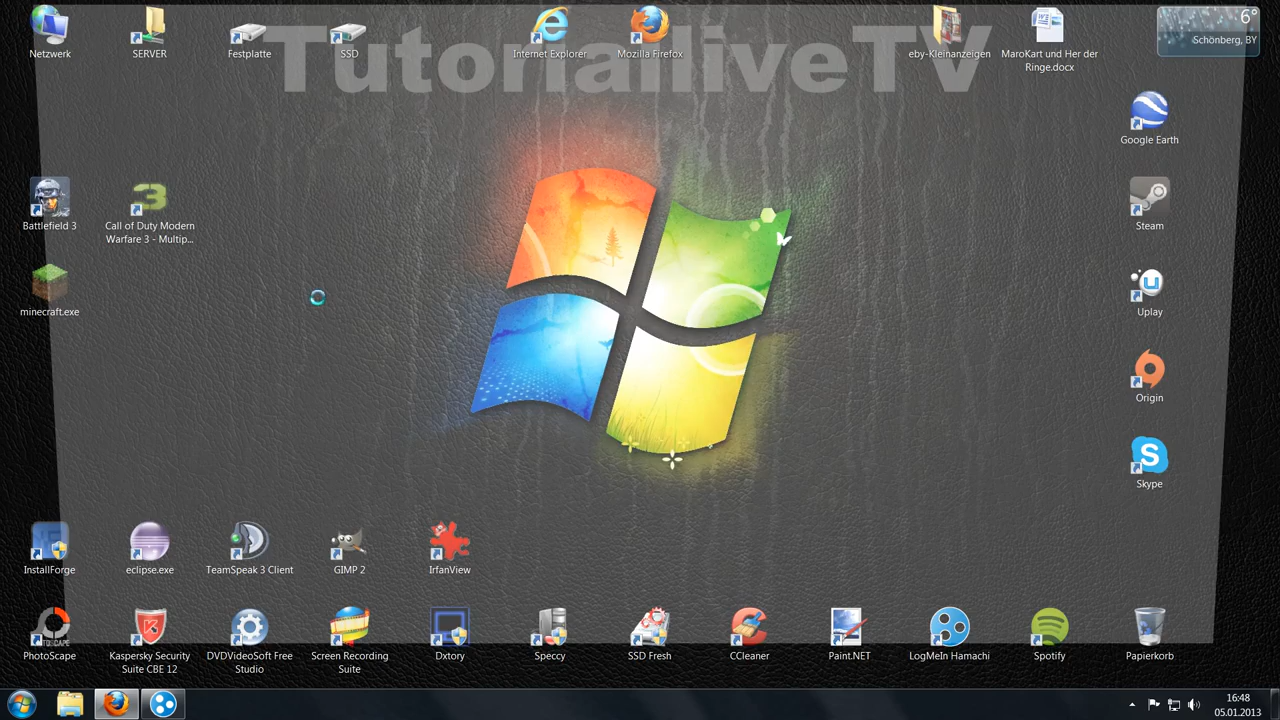 Netzwerk
SERVER
Festplatte
SSD
Internet Explorer
Mozilla Firefox
eby-Kleinanzeigen
MaroKart und Her der
Ringe.docx
6°
Schönberg, BY
TutorialliveTV
Google Earth
Battlefield 3
3
Call of Duty Modern
Warfare 3 - Multip...
Steam
minecraft.exe
Uplay
Origin
S
Skype
InstallForge
eclipse.exe
TeamSpeak 3 Client
GIMP 2
IrfanView
PhotoScape
Kaspersky Security
Suite CBE 12
DVDVideoSoft Free
Studio
Screen Recording
Suite
Dxtory
Speccy
SSD Fresh
CCleaner
Paint.NET
LogMeIn Hamachi
Spotify
Papierkorb
16:48
05.01.2013